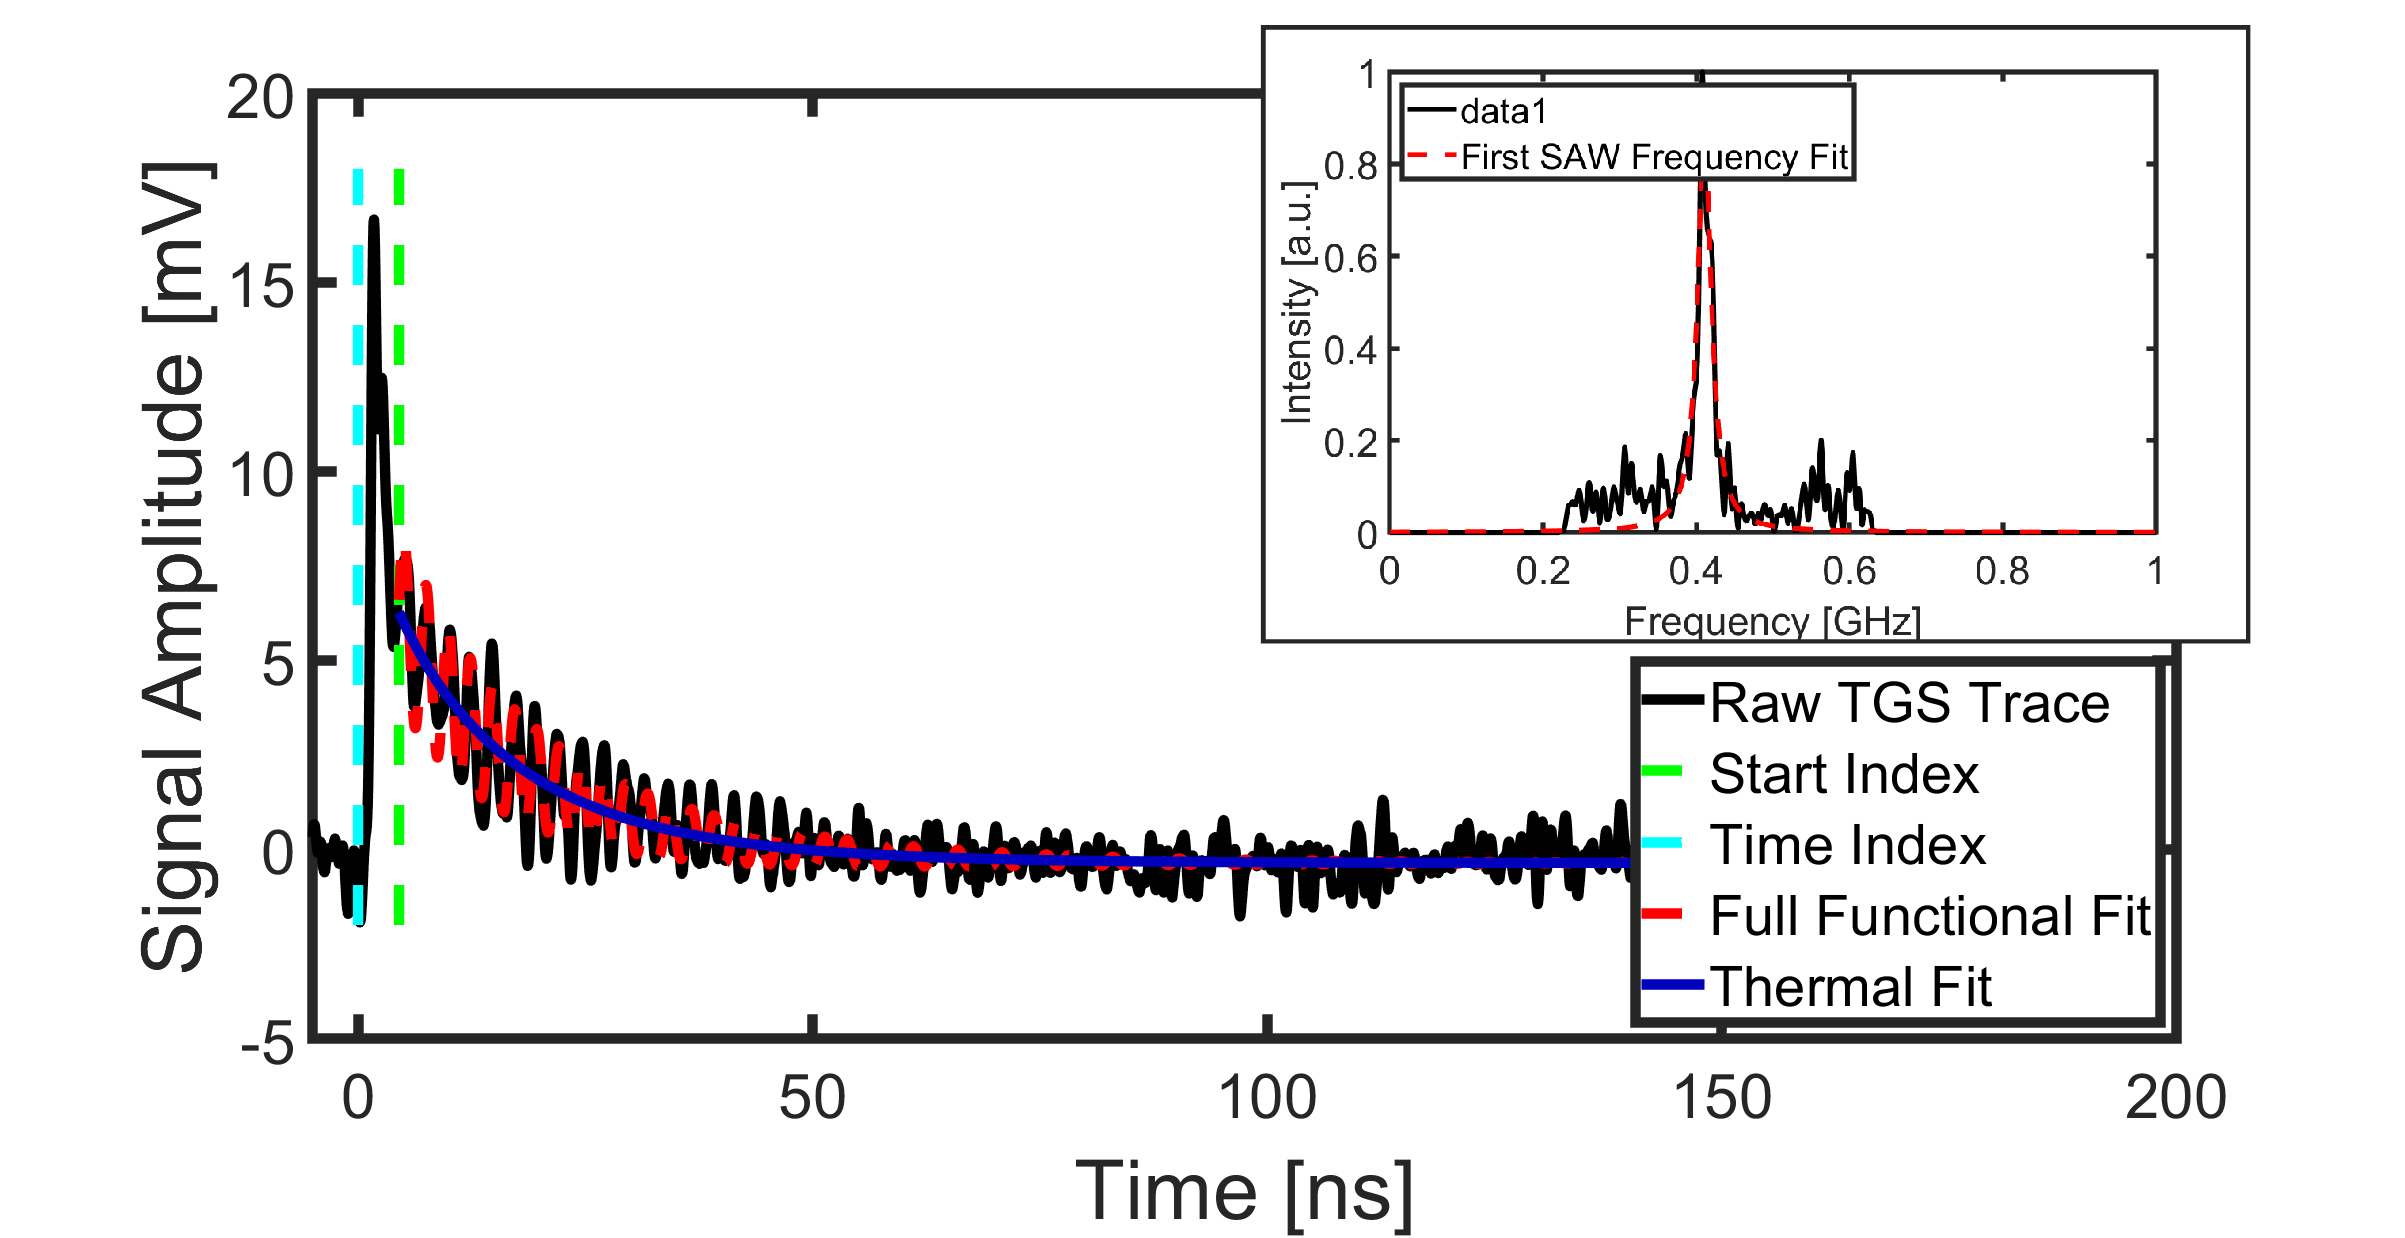 20
15
10
5
0
-5
Signal Amplitude [mV]
0
50
100
150
200
Time [ns]
1
0.8
0.6
0.4
0.2
0
Intensity [a.u.]
data1
First SAW Frequency Fit
0
0.2
0.4
0.6
0.8
1
Frequency [GHz]
Raw TGS Trace
Start Index
Time Index
Full Functional Fit
Thermal Fit